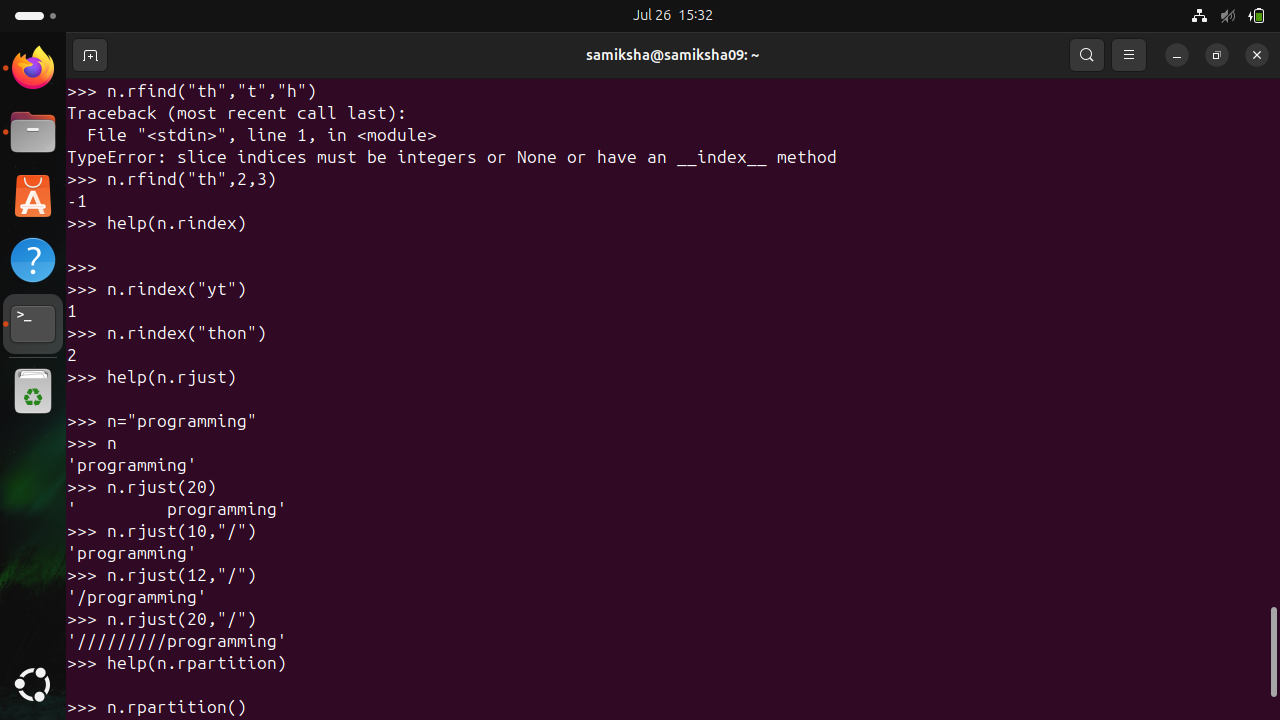 Jul 26 15:32
samiksha@samiksha09: ~
>>> n.rfind("th","t","h")
Traceback (most recent call last):
  File "<stdin>", line 1, in <module>
TypeError: slice indices must be integers or None or have an __index__ method
>>> n.rfind("th",2,3)
-1
>>> help(n.rindex)

>>>
>>> n.rindex("yt")
1
>>> n.rindex("thon")
2
>>> help(n.rjust)

>>> n="programming"
>>> n
'programming'
>>> n.rjust(20)
'         programming'
>>> n.rjust(10,"/")
'programming'
>>> n.rjust(12,"/")
'/programming'
>>> n.rjust(20,"/")
'/////////programming'
>>> help(n.rpartition)

>>> n.rpartition()